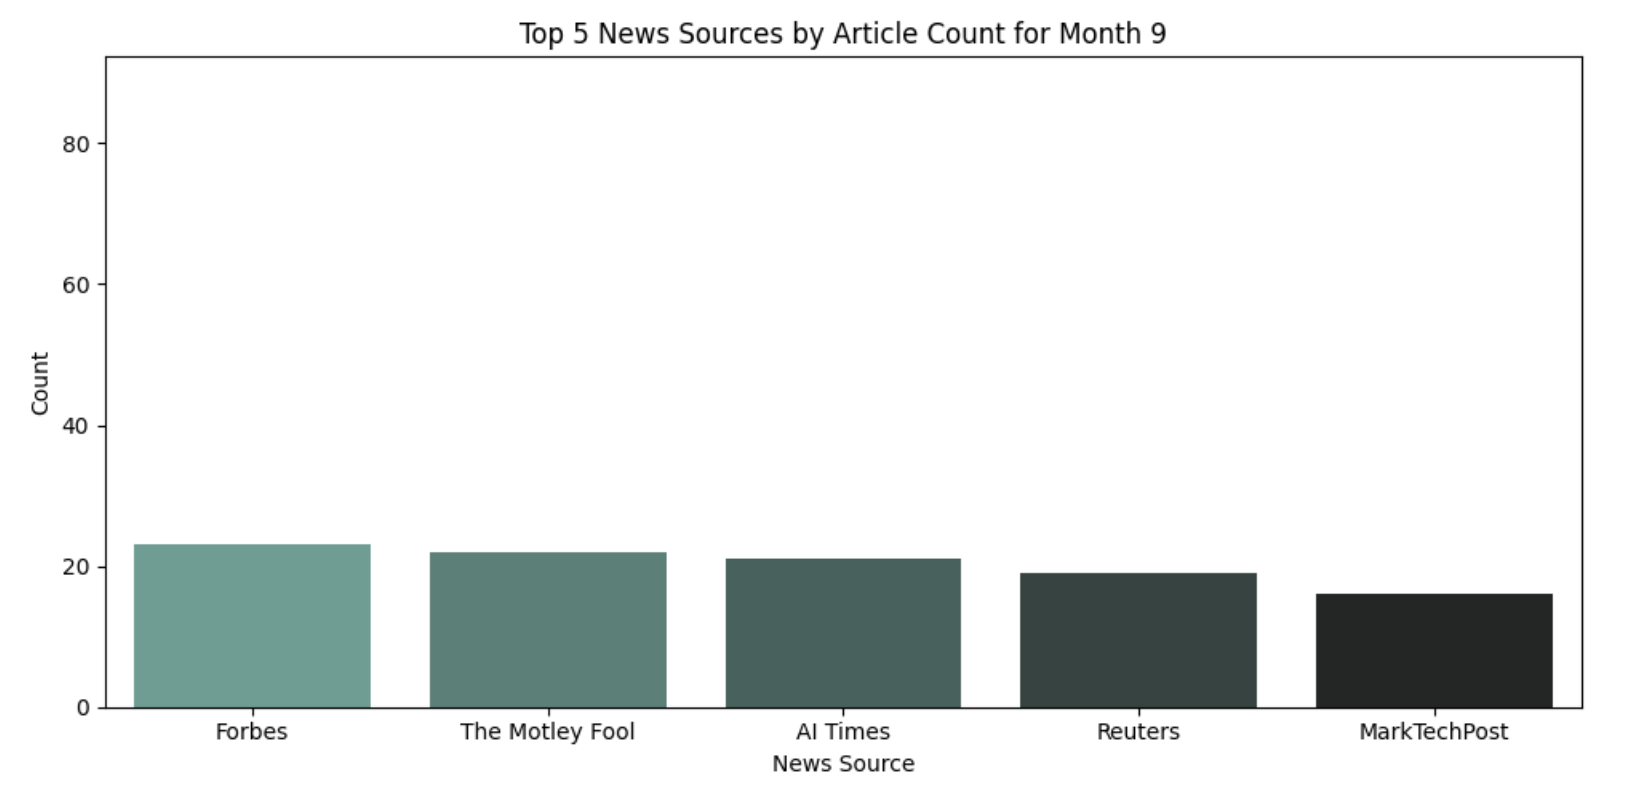 Top 5 News Sources by Article Count for Month 9
Count
80
60
40
20
0
Forbes
The Motley Fool
AI Times
Reuters
MarkTechPost
News Source